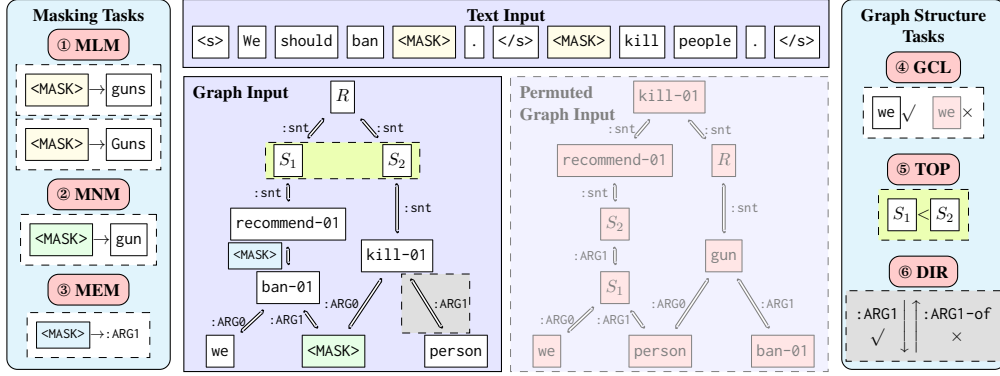 Masking Tasks
① MLM
<MASK> → guns
<MASK> → Guns
② MNM
<MASK> → gun
③ MEM
<MASK> → :ARG1
Text Input
<s> We should ban <MASK> . </s> <MASK> kill people . </s>
Graph Input
R
:snt :snt
S1 S2
:snt
:snt
recommend-01
<MASK>
kill-01
ban-01
:ARG0 :ARG1 :ARG0 :ARG1
we <MASK> person
Permuted
Graph Input
kill-01
:snt :snt
recommend-01 R
:snt
:snt
S2
:ARG1
gun
S1
:ARG0 :ARG1 :ARG0 :ARG1
we person ban-01
Graph Structure
Tasks
④ GCL
we √ we ×
⑤ TOP
S1 < S2
⑥ DIR
:ARG1 :ARG1-of
√ ×